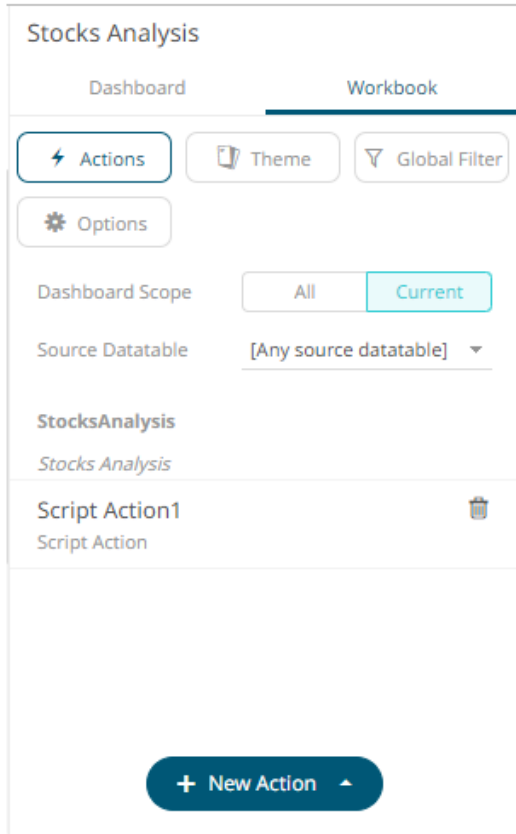 Stocks Analysis
Dashboard Workbook
Actions Theme Global Filter
Options
Dashboard Scope All Current
Source Datatable [Any source datatable]
StocksAnalysis
Stocks Analysis
Script Action1
Script Action
+ New Action